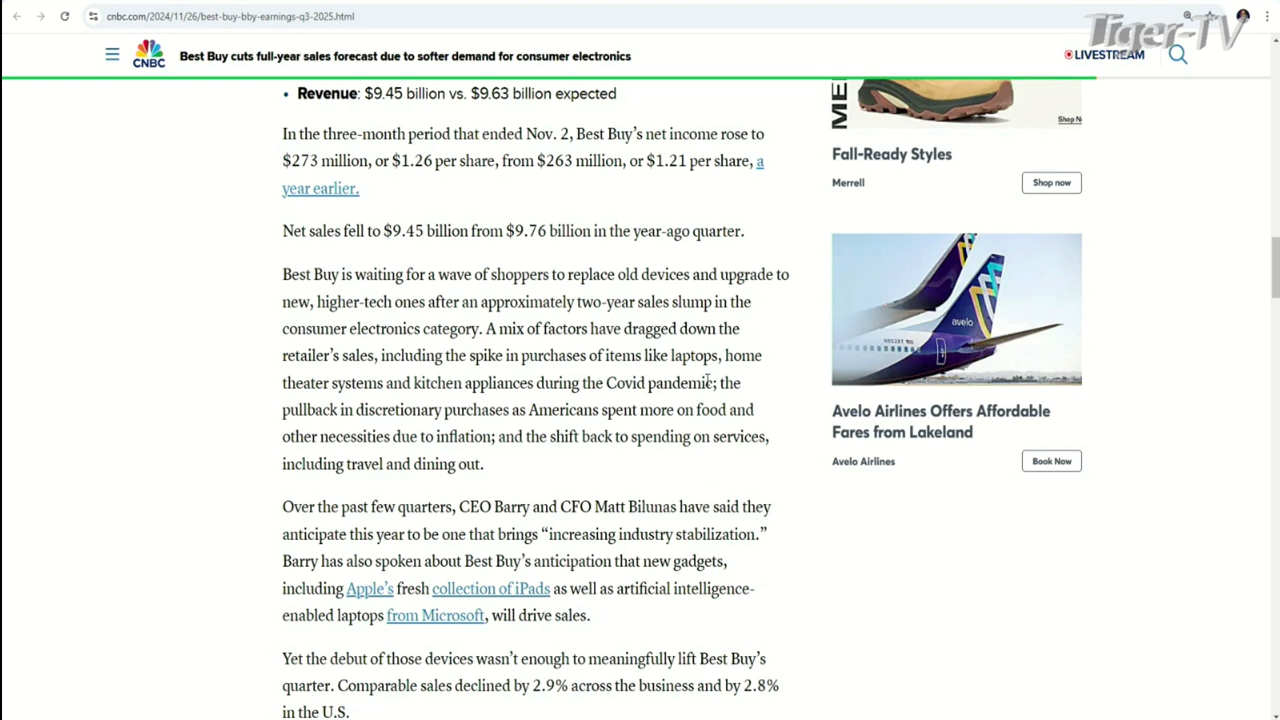 cnbc.com/2024/11/26/best-buy-bby-earnings-q3-2025.html
Tiger-TV
CNBC
Best Buy cuts full-year sales forecast due to softer demand for consumer electronics
LIVESTREAM
• Revenue: $9.45 billion vs. $9.63 billion expected
In the three-month period that ended Nov. 2, Best Buy’s net income rose to
$273 million, or $1.26 per share, from $263 million, or $1.21 per share, a
year earlier.
Net sales fell to $9.45 billion from $9.76 billion in the year-ago quarter.
Best Buy is waiting for a wave of shoppers to replace old devices and upgrade to
new, higher-tech ones after an approximately two-year sales slump in the
consumer electronics category. A mix of factors have dragged down the
retailer’s sales, including the spike in purchases of items like laptops, home
theater systems and kitchen appliances during the Covid pandemic; the
pullback in discretionary purchases as Americans spent more on food and
other necessities due to inflation; and the shift back to spending on services,
including travel and dining out.
Over the past few quarters, CEO Barry and CFO Matt Bilunas have said they
anticipate this year to be one that brings “increasing industry stabilization.”
Barry has also spoken about Best Buy’s anticipation that new gadgets,
including Apple’s fresh collection of iPads as well as artificial intelligence-
enabled laptops from Microsoft, will drive sales.
Yet the debut of those devices wasn’t enough to meaningfully lift Best Buy’s
quarter. Comparable sales declined by 2.9% across the business and by 2.8%
in the U.S.
ME
Shop N
Fall-Ready Styles
Merrell
Shop now
avelo
Avelo Airlines Offers Affordable
Fares from Lakeland
Avelo Airlines
Book Now